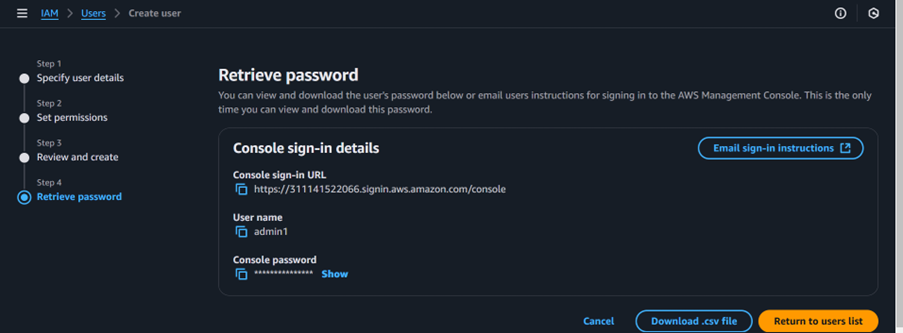 IAM > Users > Create user
Step 1
Specify user details
Step 2
Set permissions
Step 3
Review and create
Step 4
Retrieve password
Retrieve password
You can view and download the user's password below or email users instructions for signing in to the AWS Management Console. This is the only
time you can view and download this password.
Console sign-in details
Email sign-in instructions
Console sign-in URL
https://311141522066.signin.aws.amazon.com/console
User name
admin1
Console password
*************** Show
Cancel
Download .csv file
Return to users list